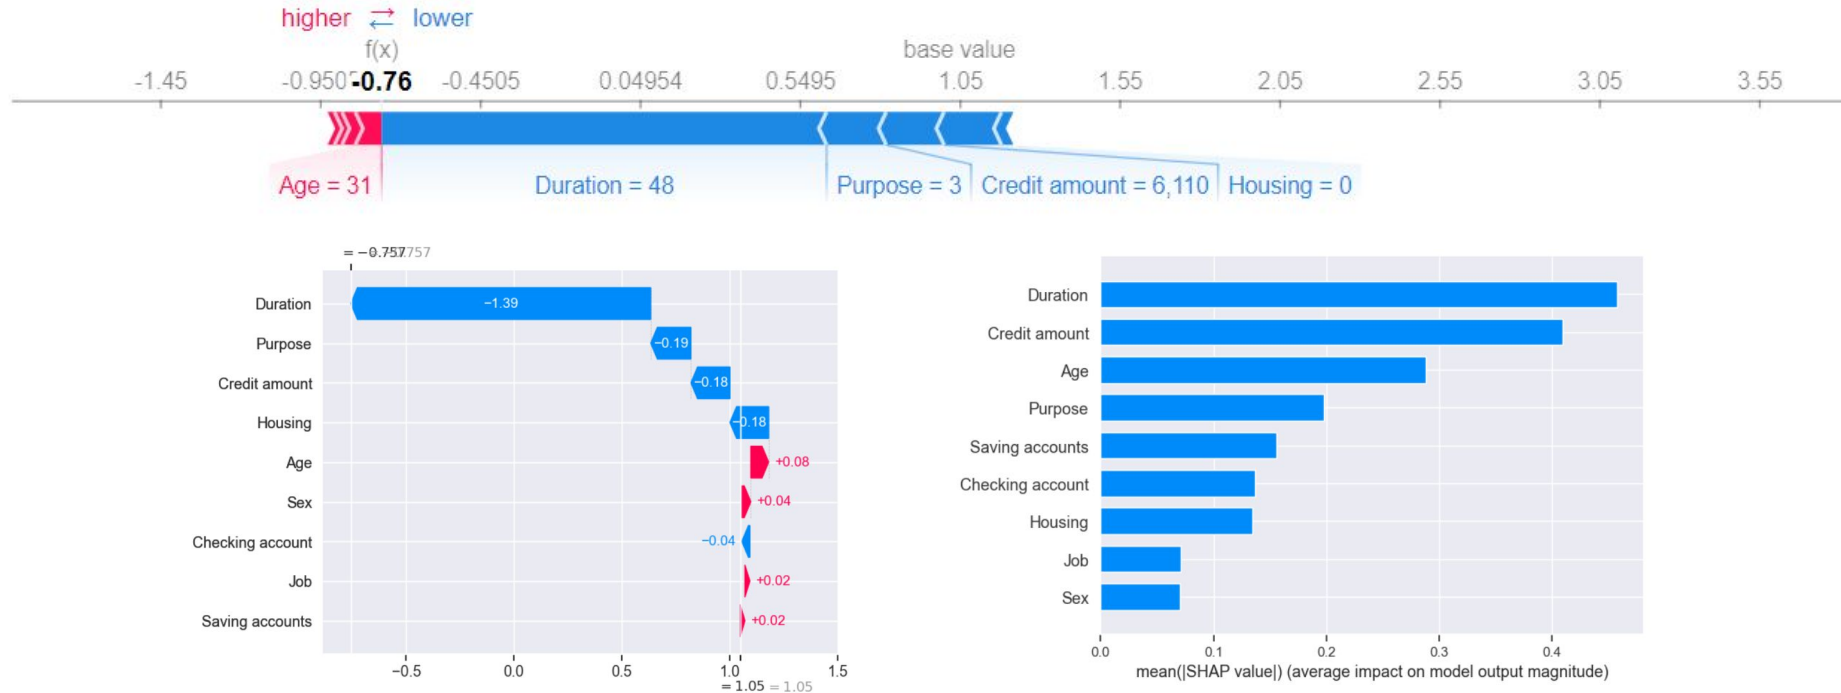 higher lower
f(x) base value
-1.45 -0.950 -0.76 -0.4505 0.04954 0.5495 1.05 1.55 2.05 2.55 3.05 3.55
Age = 31 Duration = 48 Purpose = 3 Credit amount = 6,110 Housing = 0
= −0.757
Duration −1.39
Purpose −0.19
Credit amount −0.18
Housing −0.18
Age +0.08
Sex +0.04
Checking account −0.04
Job +0.02
Saving accounts +0.02
−0.5 0.0 0.5 1.0 1.5
= 1.05 = 1.05
Duration
Credit amount
Age
Purpose
Saving accounts
Checking account
Housing
Job
Sex
0.0 0.1 0.2 0.3 0.4
mean(|SHAP value|) (average impact on model output magnitude)